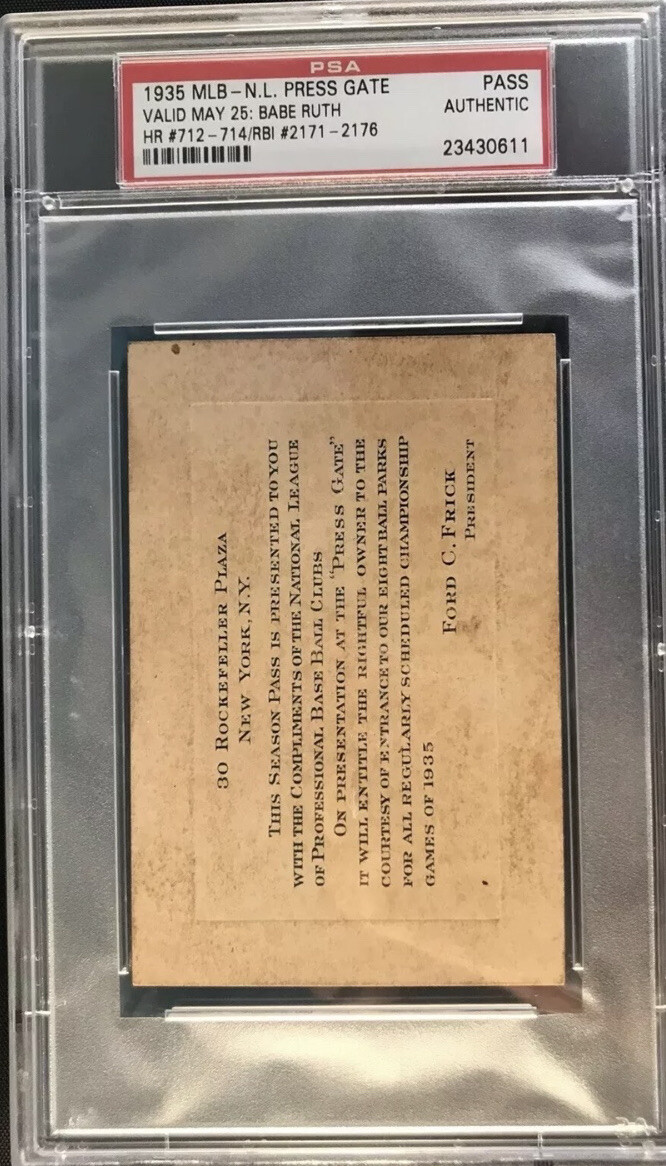 PSA
1935 MLB-N.L. PRESS GATE
PASS
VALID MAY 25: BABE RUTH
AUTHENTIC
HR #712-714/RBI #2171-2176
23430611
30 ROCKEFELLER PLAZA
NEW YORK, N.Y.
THIS SEASON PASS IS PRESENTED TO YOU
WITH THE COMPLIMENTS OF THE NATIONAL LEAGUE
OF PROFESSIONAL BASE BALL CLUBS
ON PRESENTATION AT THE "PRESS GATE"
IT WILL ENTITLE THE RIGHTFUL OWNER TO THE
COURTESY OF ENTRANCE TO OUR EIGHT BALL PARKS
FOR ALL REGULARLY SCHEDULED CHAMPIONSHIP
GAMES OF 1935
FORD C. FRICK
PRESIDENT